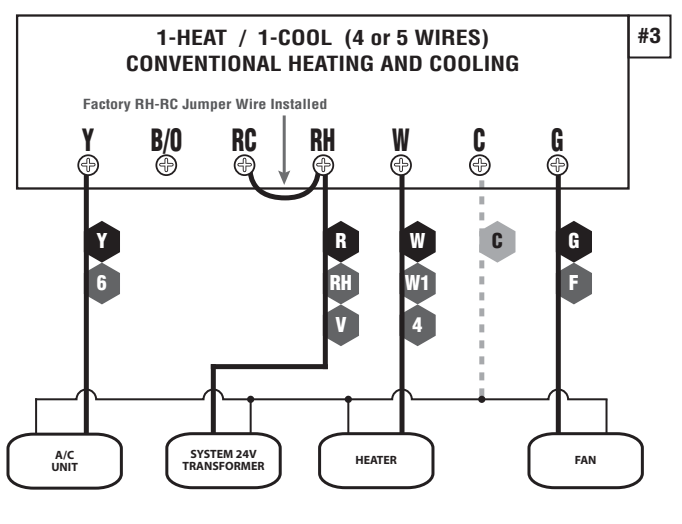 1-HEAT / 1-COOL (4 or 5 WIRES)
#3
CONVENTIONAL HEATING AND COOLING
Factory RH-RC Jumper Wire Installed
Y B/O RC RH W C G
Y R W C G
6 RH W1 F
V 4
A/C
UNIT
SYSTEM 24V
TRANSFORMER
HEATER
FAN